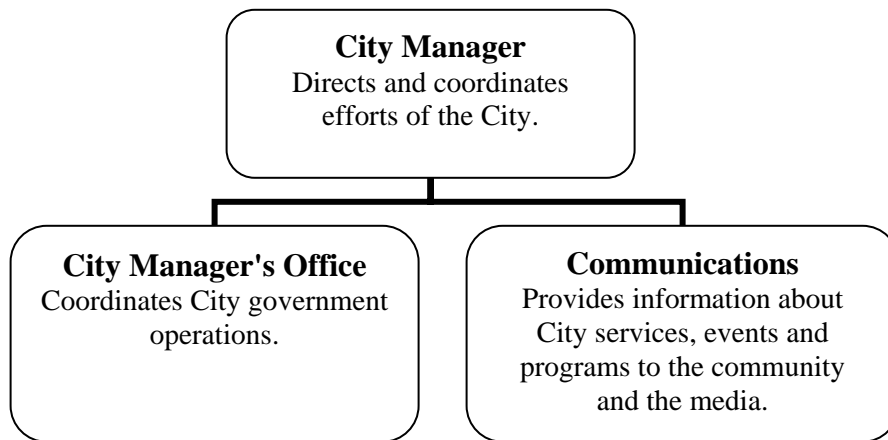 City Manager
Directs and coordinates
efforts of the City.
City Manager's Office
Coordinates City government
operations.
Communications
Provides information about
City services, events and
programs to the community
and the media.